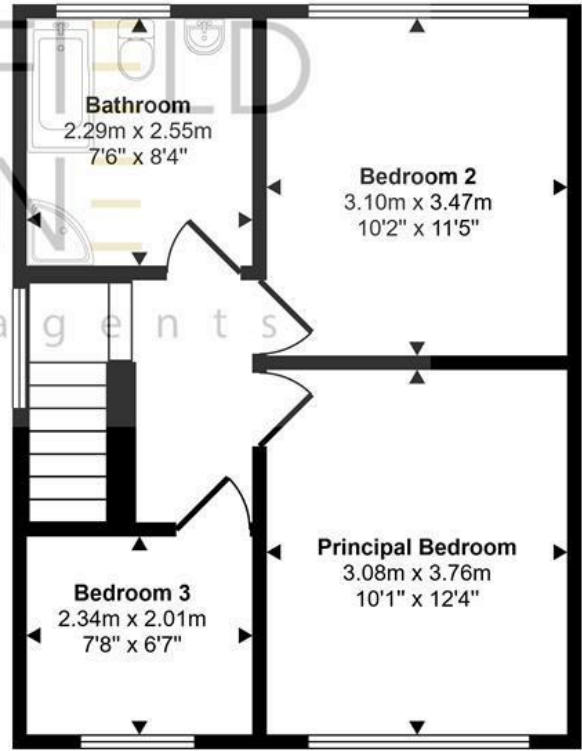 FIELD
N
agents
Bathroom
2.29m x 2.55m
7'6" x 8'4"
Bedroom 2
3.10m x 3.47m
10'2" x 11'5"
Principal Bedroom
3.08m x 3.76m
10'1" x 12'4"
Bedroom 3
2.34m x 2.01m
7'8" x 6'7"